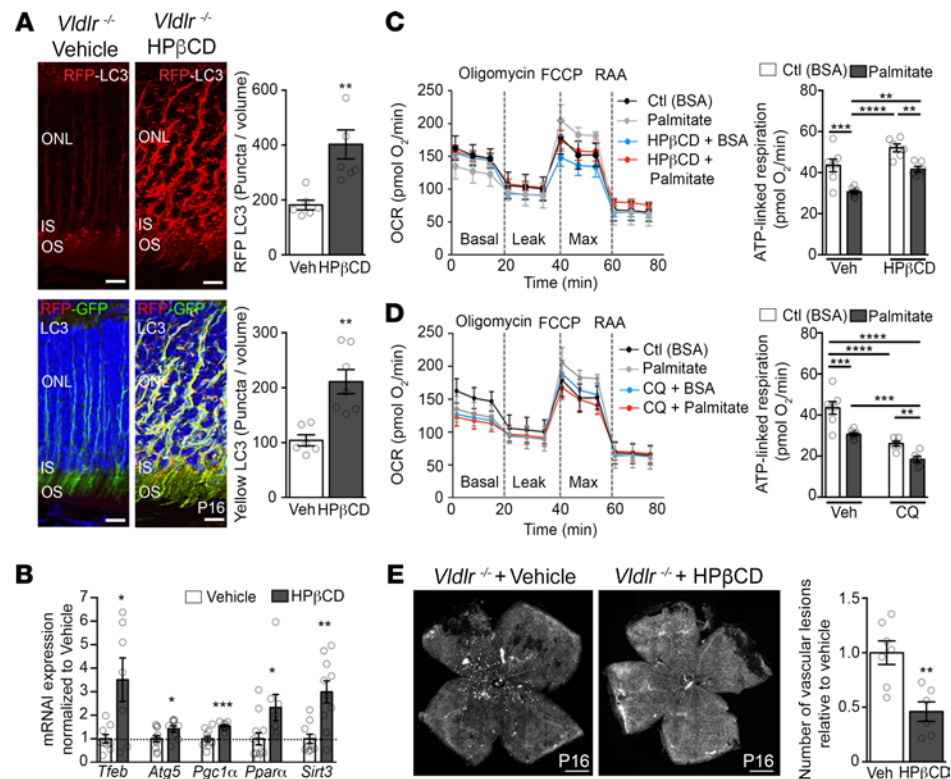 A
Vldlr -/- Vehicle
Vldlr -/- HPβCD
RFP-LC3
RFP-LC3
ONL
ONL
IS
OS
IS
OS
RFP LC3 (Puncta / volume)
600
400
200
0
**
Veh HPβCD
RFP-GFP
LC3
RFP-GFP
LC3
ONL
ONL
IS
OS
IS
OS
P16
Yellow LC3 (Puncta / volume)
300
200
100
0
**
Veh HPβCD
B
mRNAI expression
normalized to Vehicle
7
6
5
4
3
2
1
0
Vehicle
HPβCD
*
*
***
*
**
Tfeb Atg5 Pgc1α Pparα Sirt3
C
Oligomycin FCCP RAA
OCR (pmol O2/min)
250
200
150
100
50
0
Ctl (BSA)
Palmitate
HPβCD + BSA
HPβCD +
Palmitate
Basal Leak Max
0 20 40 60 80
Time (min)
Ctl (BSA) Palmitate
ATP-linked respiration
(pmol O2/min)
80
60
40
20
0
**
**** **
***
Veh HPβCD
D
Oligomycin FCCP RAA
OCR (pmol O2/min)
250
200
150
100
50
0
Ctl (BSA)
Palmitate
CQ + BSA
CQ + Palmitate
Basal Leak Max
0 20 40 60 80
Time (min)
Ctl (BSA) Palmitate
ATP-linked respiration
(pmol O2/min)
80
60
40
20
0
****
****
***
***
**
Veh CQ
E
Vldlr -/- + Vehicle
Vldlr -/- + HPβCD
P16
P16
Number of vascular lesions
relative to vehicle
1.5
1.0
0.5
0
**
Veh HPβCD